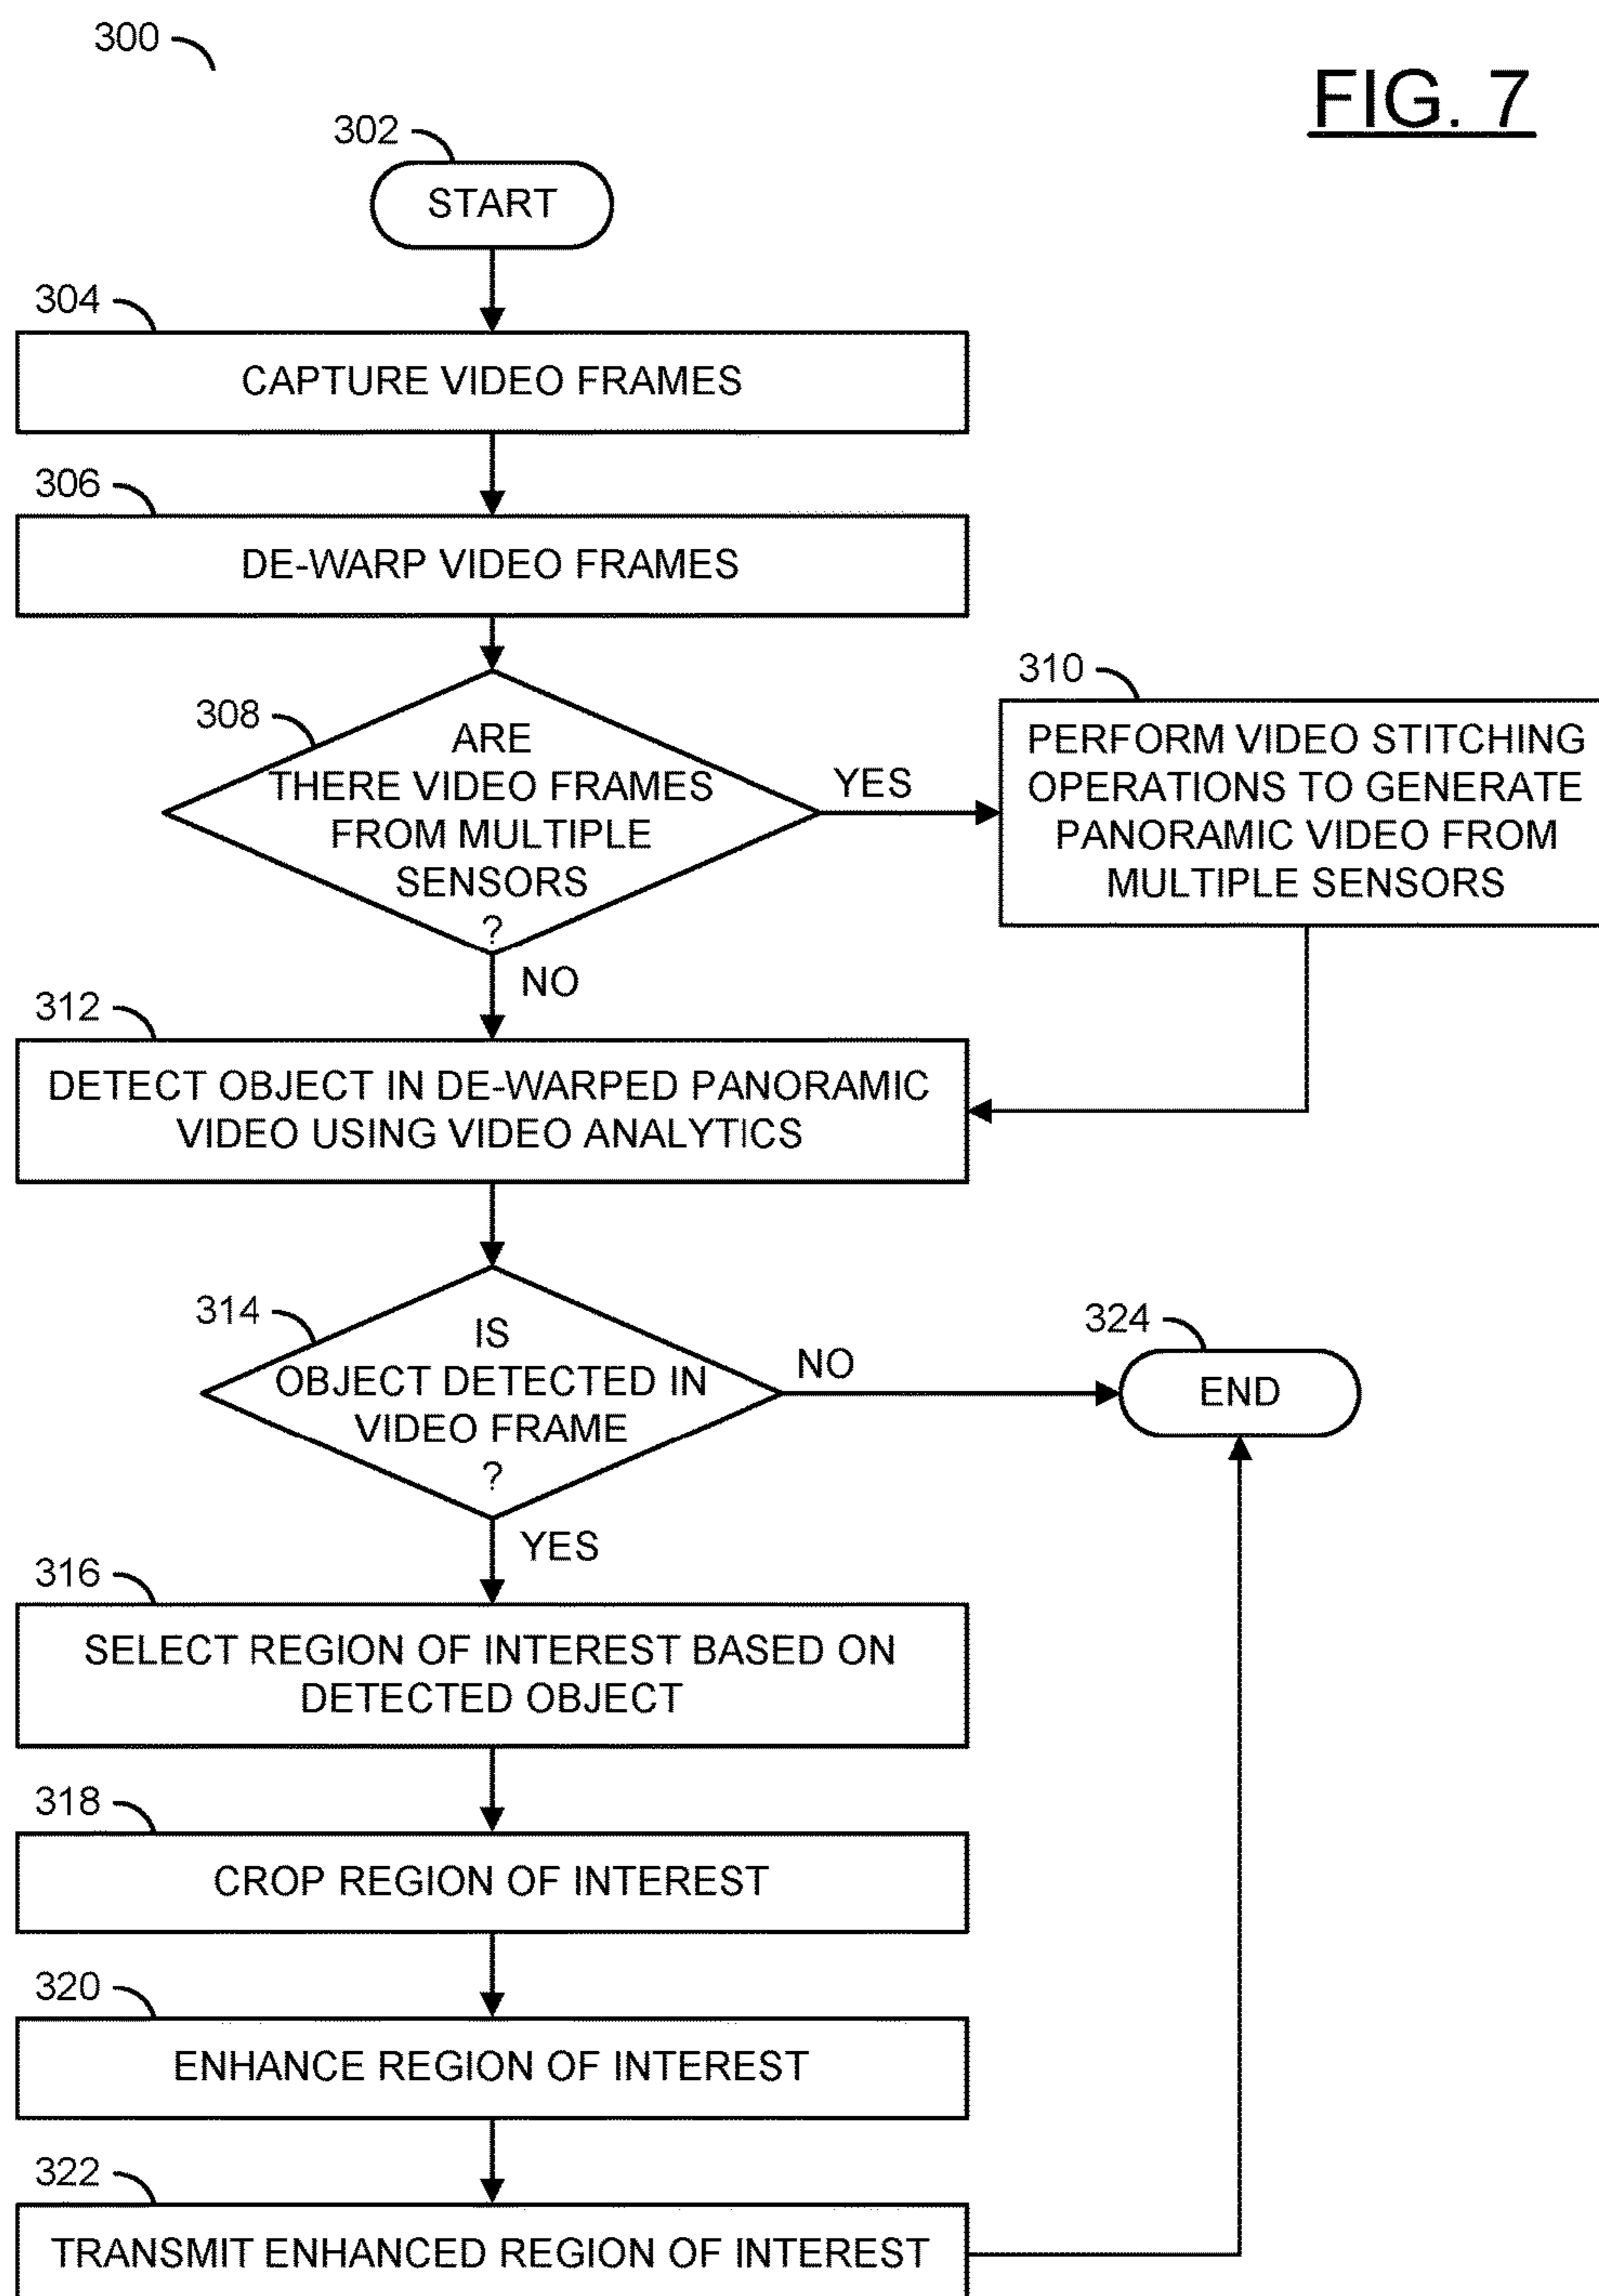 300
FIG. 7
302
START
304
CAPTURE VIDEO FRAMES
306
DE-WARP VIDEO FRAMES
308
ARE
THERE VIDEO FRAMES
FROM MULTIPLE
SENSORS
?
YES
310
PERFORM VIDEO STITCHING
OPERATIONS TO GENERATE
PANORAMIC VIDEO FROM
MULTIPLE SENSORS
NO
312
DETECT OBJECT IN DE-WARPED PANORAMIC
VIDEO USING VIDEO ANALYTICS
314
IS
OBJECT DETECTED IN
VIDEO FRAME
?
NO
324
END
YES
316
SELECT REGION OF INTEREST BASED ON
DETECTED OBJECT
318
CROP REGION OF INTEREST
320
ENHANCE REGION OF INTEREST
322
TRANSMIT ENHANCED REGION OF INTEREST